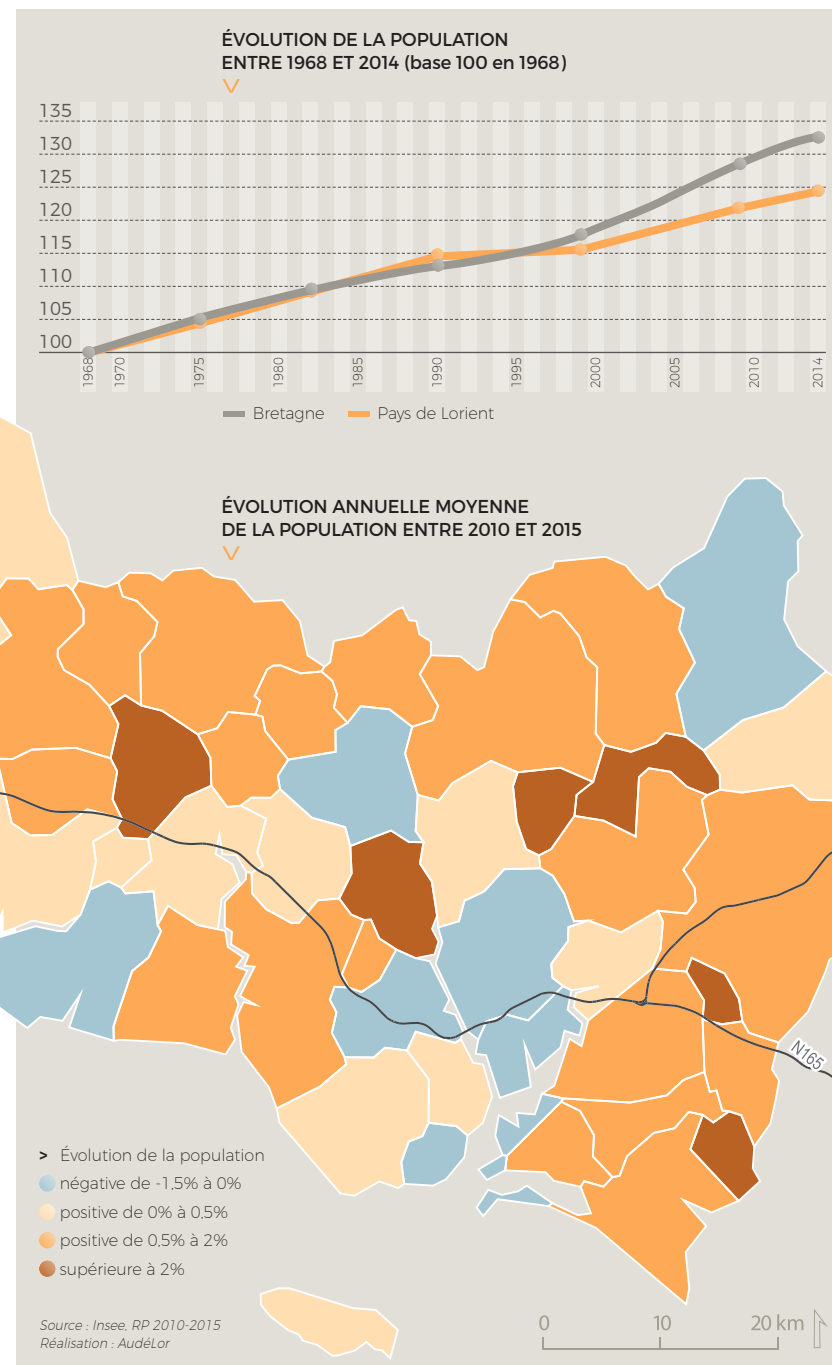 ÉVOLUTION DE LA POPULATION
ENTRE 1968 ET 2014 (base 100 en 1968)
135
130
125
120
115
110
105
100
1968
1970
1975
1980
1985
1990
1995
2000
2005
2010
2014
Bretagne
Pays de Lorient
ÉVOLUTION ANNUELLE MOYENNE
DE LA POPULATION ENTRE 2010 ET 2015
N165
> Évolution de la population
négative de -1,5% à 0%
positive de 0% à 0,5%
positive de 0,5% à 2%
supérieure à 2%
Source : Insee, RP 2010-2015
Réalisation : AudéLor
0 10 20 km